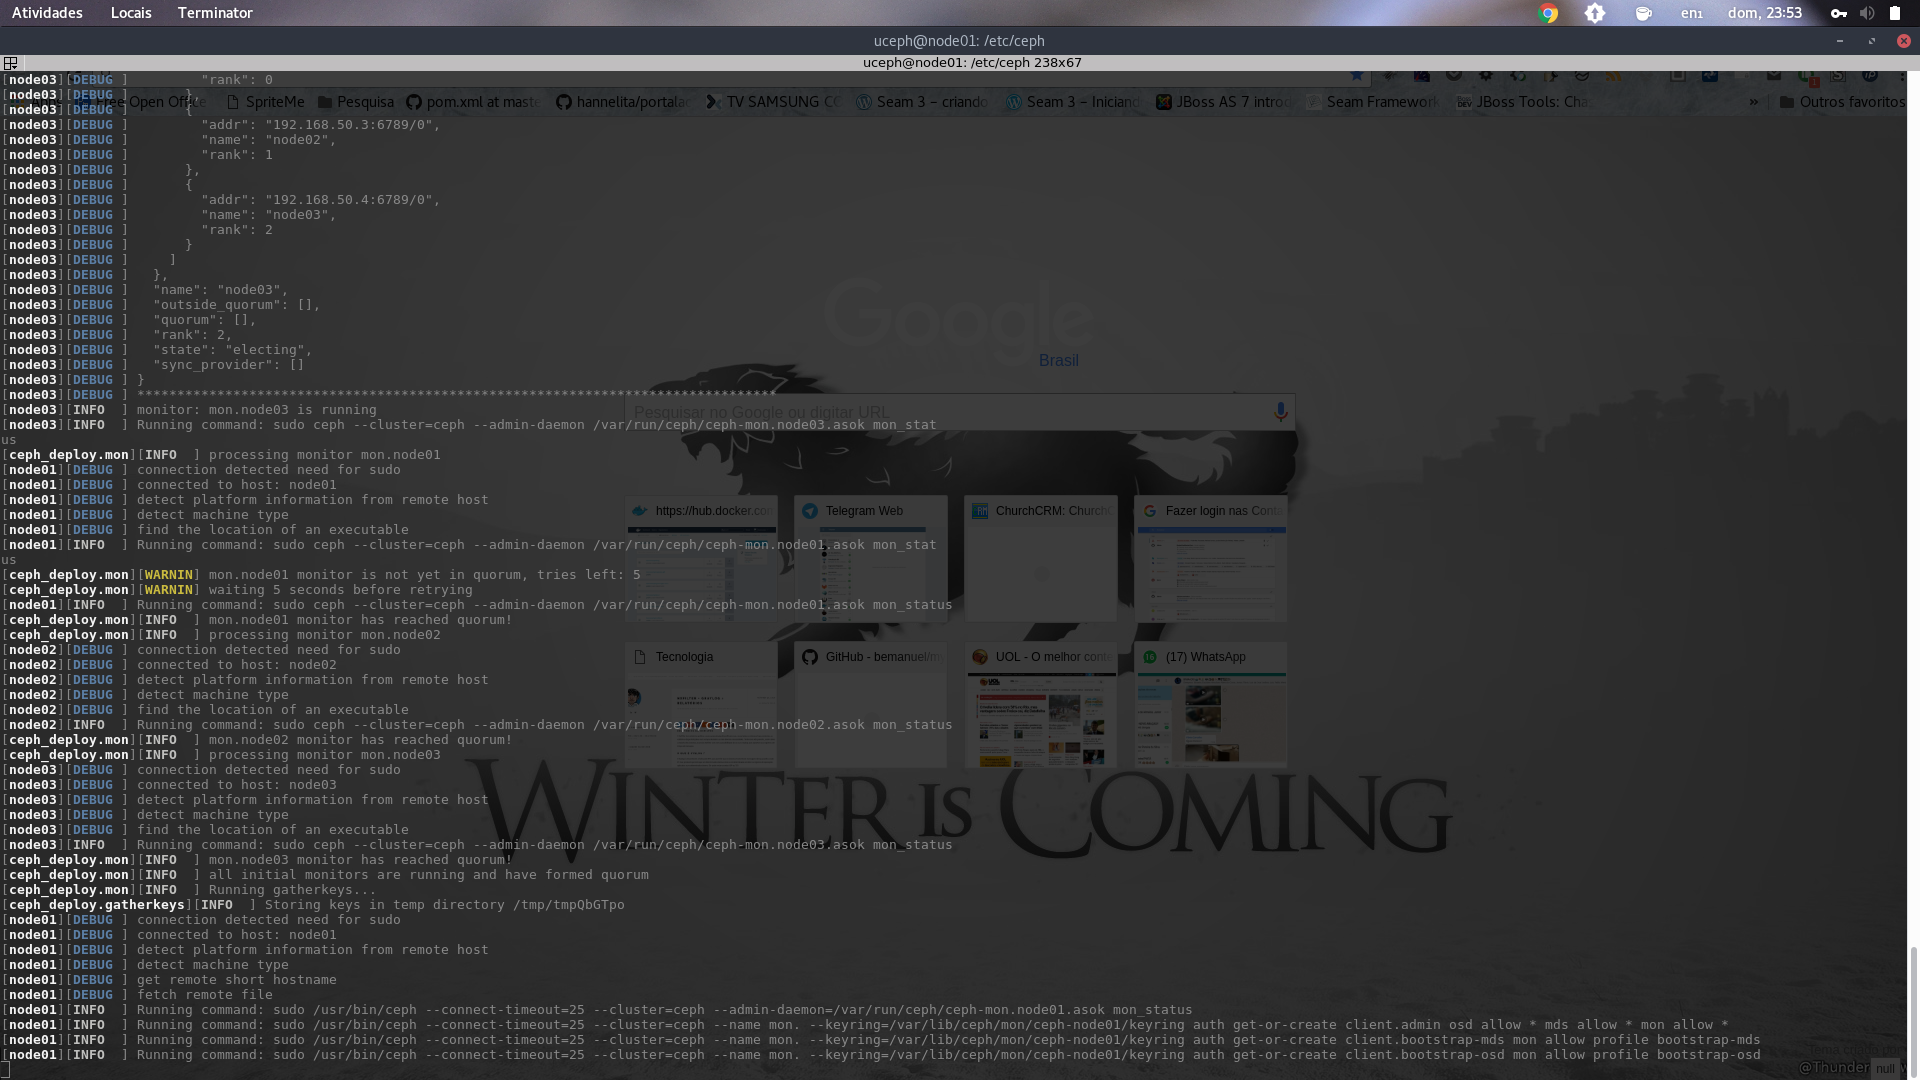 Atividades Locais Terminator en₁ dom, 23:53
uceph@node01: /etc/ceph
uceph@node01: /etc/ceph 238x67
Free Open SpriteMe Pesquisa pom.xml at maste hannelita/portala TV SAMSUNG Seam 3 – criando Seam 3 – Inician JBoss AS 7 introd Seam Framework JBoss Tools: » Outros favoritos
[node03][DEBUG ]         "rank": 0
[node03][DEBUG ]       },
[node03][DEBUG ]       {
[node03][DEBUG ]         "addr": "192.168.50.3:6789/0",
[node03][DEBUG ]         "name": "node02",
[node03][DEBUG ]         "rank": 1
[node03][DEBUG ]       },
[node03][DEBUG ]       {
[node03][DEBUG ]         "addr": "192.168.50.4:6789/0",
[node03][DEBUG ]         "name": "node03",
[node03][DEBUG ]         "rank": 2
[node03][DEBUG ]       }
[node03][DEBUG ]     ]
[node03][DEBUG ]   },
[node03][DEBUG ]   "name": "node03",
[node03][DEBUG ]   "outside_quorum": [],
[node03][DEBUG ]   "quorum": [],
[node03][DEBUG ]   "rank": 2,
[node03][DEBUG ]   "state": "electing",
[node03][DEBUG ]   "sync_provider": []
[node03][DEBUG ] }
[node03][DEBUG ] ********************************************************************************
[node03][INFO  ] monitor: mon.node03 is running
[node03][INFO  ] Running command: sudo ceph --cluster=ceph --admin-daemon /var/run/ceph/ceph-mon.node03.asok mon_stat
us
[ceph_deploy.mon][INFO  ] processing monitor mon.node01
[node01][DEBUG ] connection detected need for sudo
[node01][DEBUG ] connected to host: node01
[node01][DEBUG ] detect platform information from remote host
[node01][DEBUG ] detect machine type
[node01][DEBUG ] find the location of an executable
[node01][INFO  ] Running command: sudo ceph --cluster=ceph --admin-daemon /var/run/ceph/ceph-mon.node01.asok mon_stat
us
[ceph_deploy.mon][WARNIN] mon.node01 monitor is not yet in quorum, tries left: 5
[ceph_deploy.mon][WARNIN] waiting 5 seconds before retrying
[node01][INFO  ] Running command: sudo ceph --cluster=ceph --admin-daemon /var/run/ceph/ceph-mon.node01.asok mon_status
[ceph_deploy.mon][INFO  ] mon.node01 monitor has reached quorum!
[ceph_deploy.mon][INFO  ] processing monitor mon.node02
[node02][DEBUG ] connection detected need for sudo
[node02][DEBUG ] connected to host: node02
[node02][DEBUG ] detect platform information from remote host
[node02][DEBUG ] detect machine type
[node02][DEBUG ] find the location of an executable
[node02][INFO  ] Running command: sudo ceph --cluster=ceph --admin-daemon /var/run/ceph/ceph-mon.node02.asok mon_status
[ceph_deploy.mon][INFO  ] mon.node02 monitor has reached quorum!
[ceph_deploy.mon][INFO  ] processing monitor mon.node03
[node03][DEBUG ] connection detected need for sudo
[node03][DEBUG ] connected to host: node03
[node03][DEBUG ] detect platform information from remote host
[node03][DEBUG ] detect machine type
[node03][DEBUG ] find the location of an executable
[node03][INFO  ] Running command: sudo ceph --cluster=ceph --admin-daemon /var/run/ceph/ceph-mon.node03.asok mon_status
[ceph_deploy.mon][INFO  ] mon.node03 monitor has reached quorum!
[ceph_deploy.mon][INFO  ] all initial monitors are running and have formed quorum
[ceph_deploy.mon][INFO  ] Running gatherkeys...
[ceph_deploy.gatherkeys][INFO  ] Storing keys in temp directory /tmp/tmpQbGTpo
[node01][DEBUG ] connection detected need for sudo
[node01][DEBUG ] connected to host: node01
[node01][DEBUG ] detect platform information from remote host
[node01][DEBUG ] detect machine type
[node01][DEBUG ] get remote short hostname
[node01][DEBUG ] fetch remote file
[node01][INFO  ] Running command: sudo /usr/bin/ceph --connect-timeout=25 --cluster=ceph --admin-daemon=/var/run/ceph/ceph-mon.node01.asok mon_status
[node01][INFO  ] Running command: sudo /usr/bin/ceph --connect-timeout=25 --cluster=ceph --name mon. --keyring=/var/lib/ceph/mon/ceph-node01/keyring auth get-or-create client.admin osd allow * mds allow * mon allow *
[node01][INFO  ] Running command: sudo /usr/bin/ceph --connect-timeout=25 --cluster=ceph --name mon. --keyring=/var/lib/ceph/mon/ceph-node01/keyring auth get-or-create client.bootstrap-mds mon allow profile bootstrap-mds
[node01][INFO  ] Running command: sudo /usr/bin/ceph --connect-timeout=25 --cluster=ceph --name mon. --keyring=/var/lib/ceph/mon/ceph-node01/keyring auth get-or-create client.bootstrap-osd mon allow profile bootstrap-osd
Google
Brasil
Pesquisar no Google ou digitar URL
https://hub.docker.com Telegram Web ChurchCRM: ChurchC Fazer login nas Conta
Tecnologia GitHub - bemanuel/my UOL - O melhor conte (17) WhatsApp
WINTER IS COMING
@Thunder null